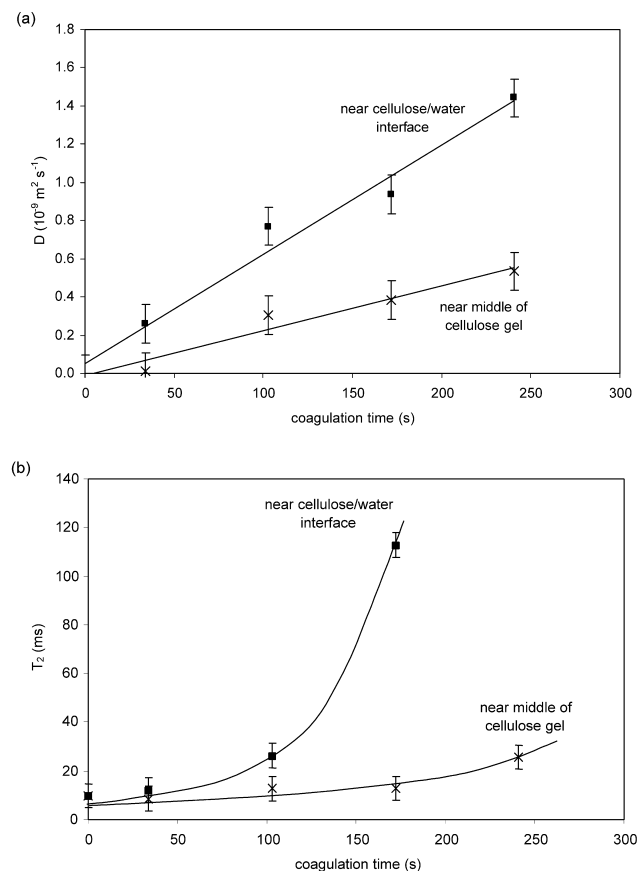 (a)
1.8
1.6
1.4
1.2
1.0
0.8
0.6
0.4
0.2
0.0
D (10⁻⁹ m² s⁻¹)
near cellulose/water
interface
near middle of
cellulose gel
0
50
100
150
200
250
300
coagulation time (s)
(b)
140
120
100
80
60
40
20
0
T₂ (ms)
near cellulose/water
interface
near middle of
cellulose gel
0
50
100
150
200
250
300
coagulation time (s)